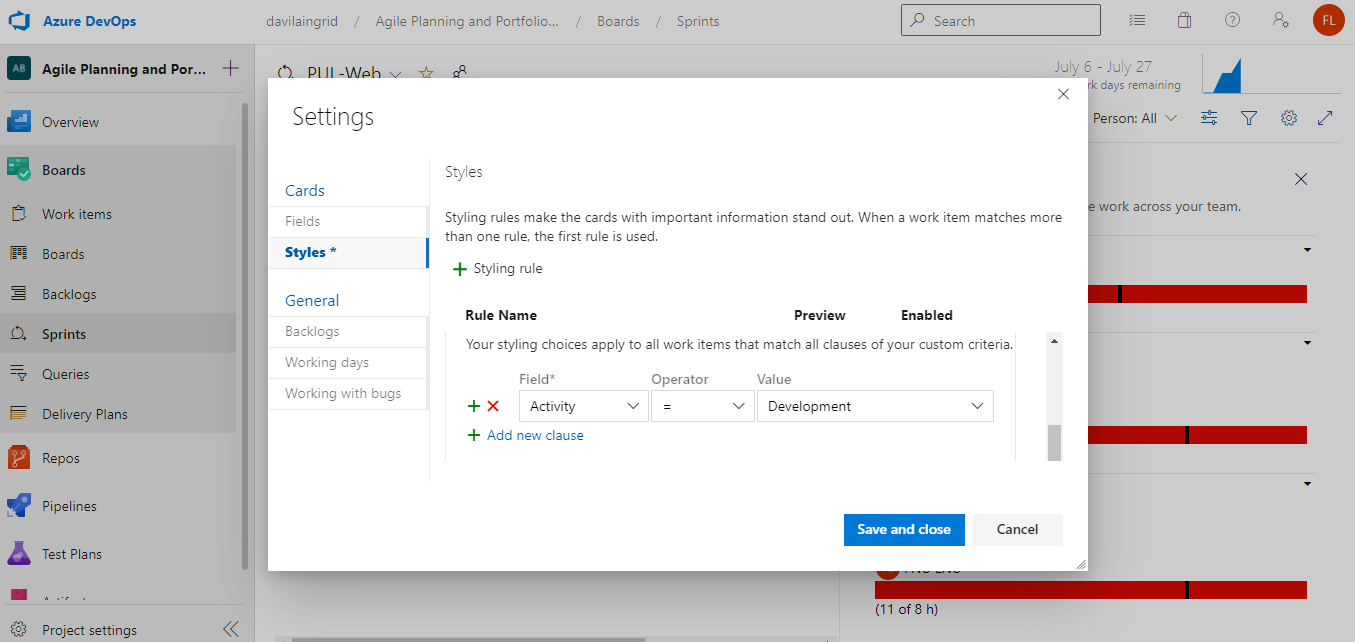 Azure DevOps
davilaingrid / Agile Planning and Portfolio... / Boards / Sprints
Search
FL
AB
Agile Planning and Por...
Overview
Boards
Work items
Boards
Backlogs
Sprints
Queries
Delivery Plans
Repos
Pipelines
Test Plans
Project settings
PUL-Web
July 6 - July 27
rk days remaining
Person: All
e work across your team.
(11 of 8 h)
Settings
Cards
Fields
Styles *
General
Backlogs
Working days
Working with bugs
Styles
Styling rules make the cards with important information stand out. When a work item matches more
than one rule, the first rule is used.
Styling rule
Rule Name Preview Enabled
Your styling choices apply to all work items that match all clauses of your custom criteria.
Field* Operator Value
Activity = Development
Add new clause
Save and close Cancel